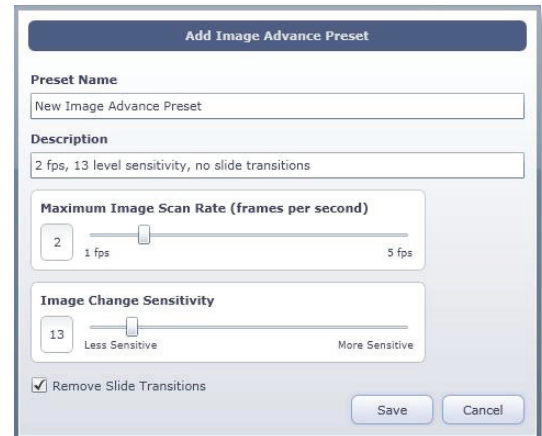 Add Image Advance Preset
Preset Name
New Image Advance Preset
Description
2 fps, 13 level sensitivity, no slide transitions
Maximum Image Scan Rate (frames per second)
2
1 fps 5 fps
Image Change Sensitivity
13
Less Sensitive More Sensitive
Remove Slide Transitions
Save Cancel